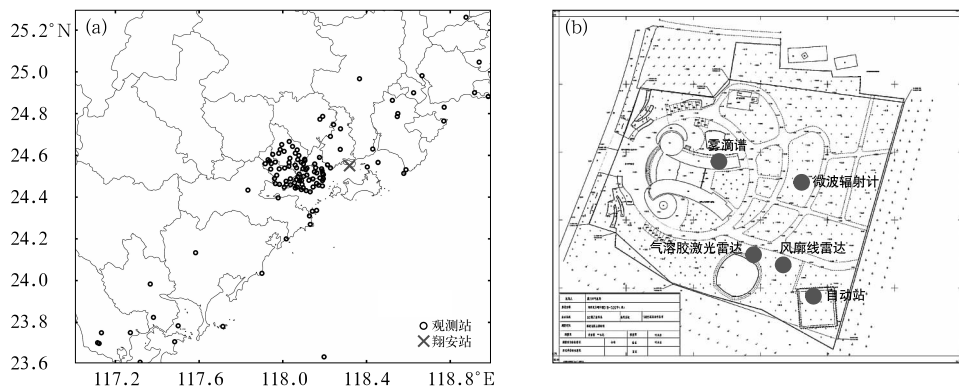 (a)
25.2°N
25.0
24.8
24.6
24.4
24.2
24.0
23.8
23.6
117.2
117.6
118.0
118.4
118.8°E
观测站
翔安站
(b)
雾滴谱
微波辐射计
气溶胶激光雷达
风廓线雷达
自动站